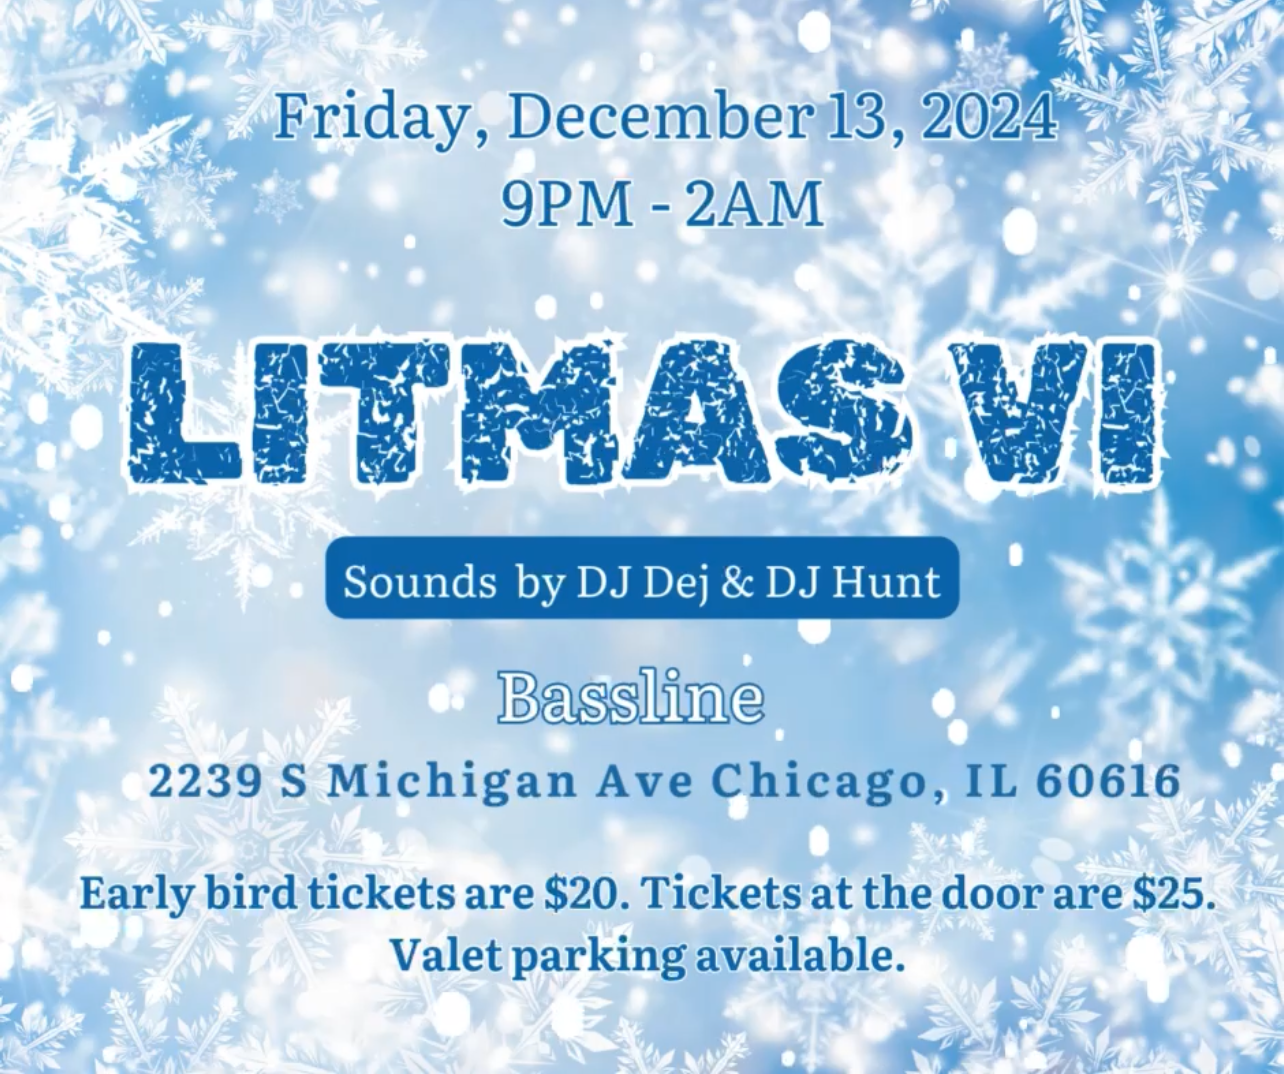 Friday, December 13, 2024
9PM - 2AM
LITMAS VI
Sounds by DJ Dej & DJ Hunt
Bassline
2239 S Michigan Ave Chicago, IL 60616
Early bird tickets are $20. Tickets at the door are $25.
Valet parking available.